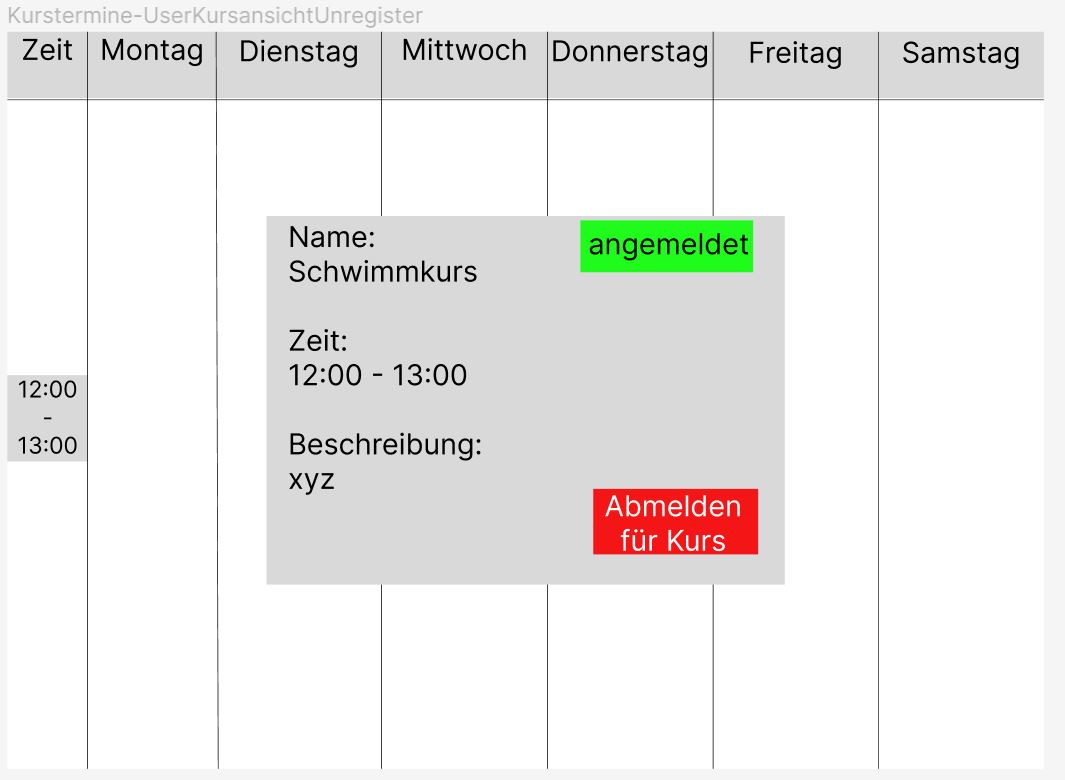 Kurstermine-UserKursansichtUnregister
Zeit Montag Dienstag Mittwoch Donnerstag Freitag Samstag
Name:
Schwimmkurs
angemeldet
Zeit:
12:00 - 13:00
Beschreibung:
xyz
Abmelden
für Kurs
12:00
-
13:00